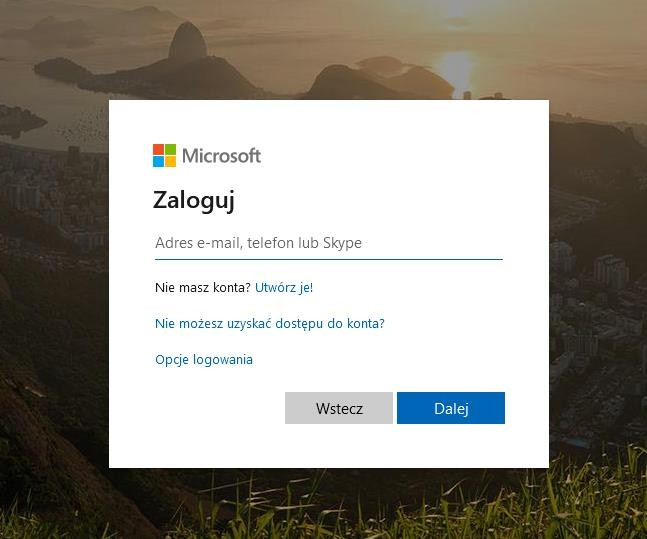 Microsoft
Zaloguj
Adres e-mail, telefon lub Skype
Nie masz konta? Utwórz je!
Nie możesz uzyskać dostępu do konta?
Opcje logowania
Wstecz Dalej